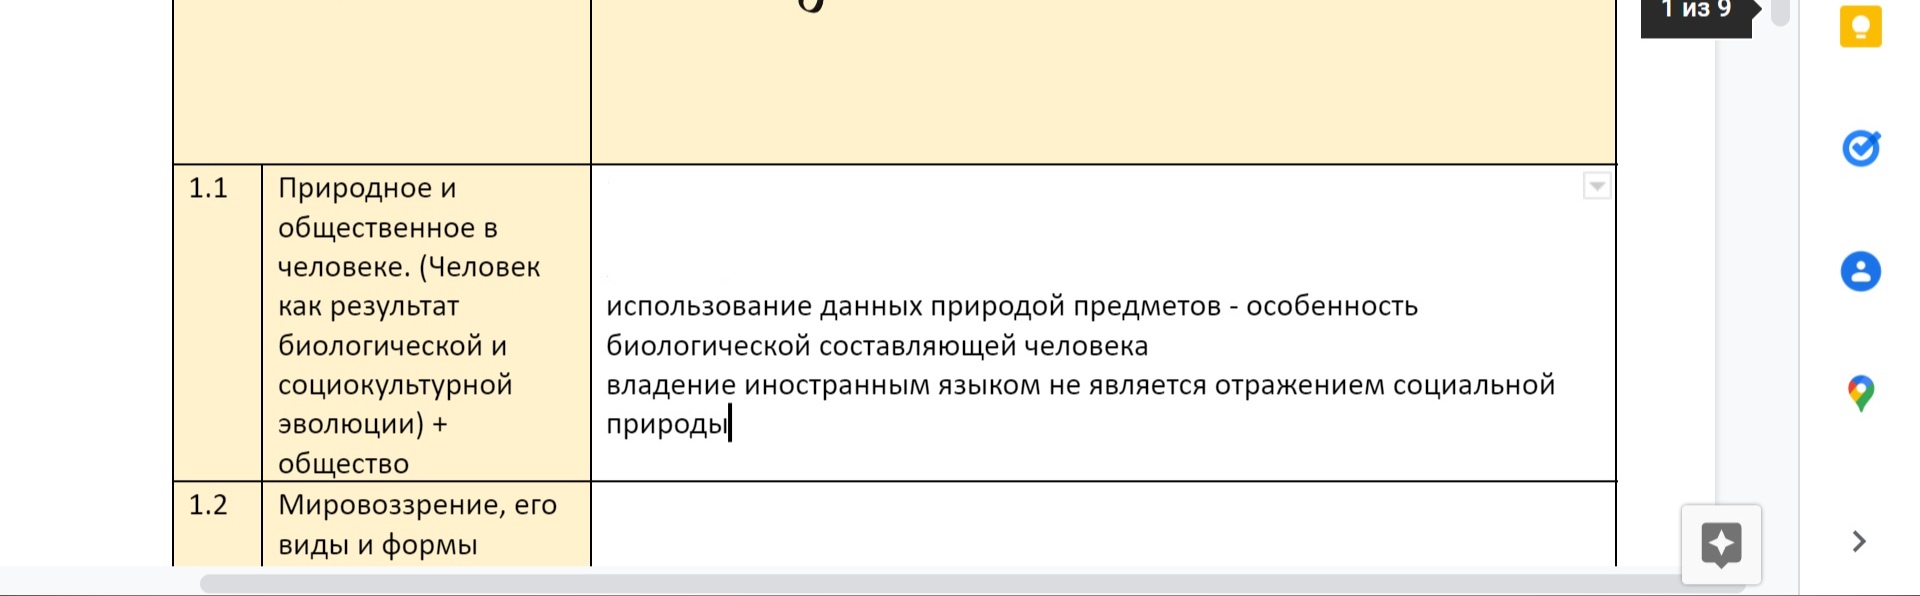 1 из 9
1.1
Природное и
общественное в
человеке. (Человек
как результат
биологической и
социокультурной
эволюции) +
общество
использование данных природой предметов - особенность
биологической составляющей человека
владение иностранным языком не является отражением социальной
природы
1.2
Мировоззрение, его
виды и формы